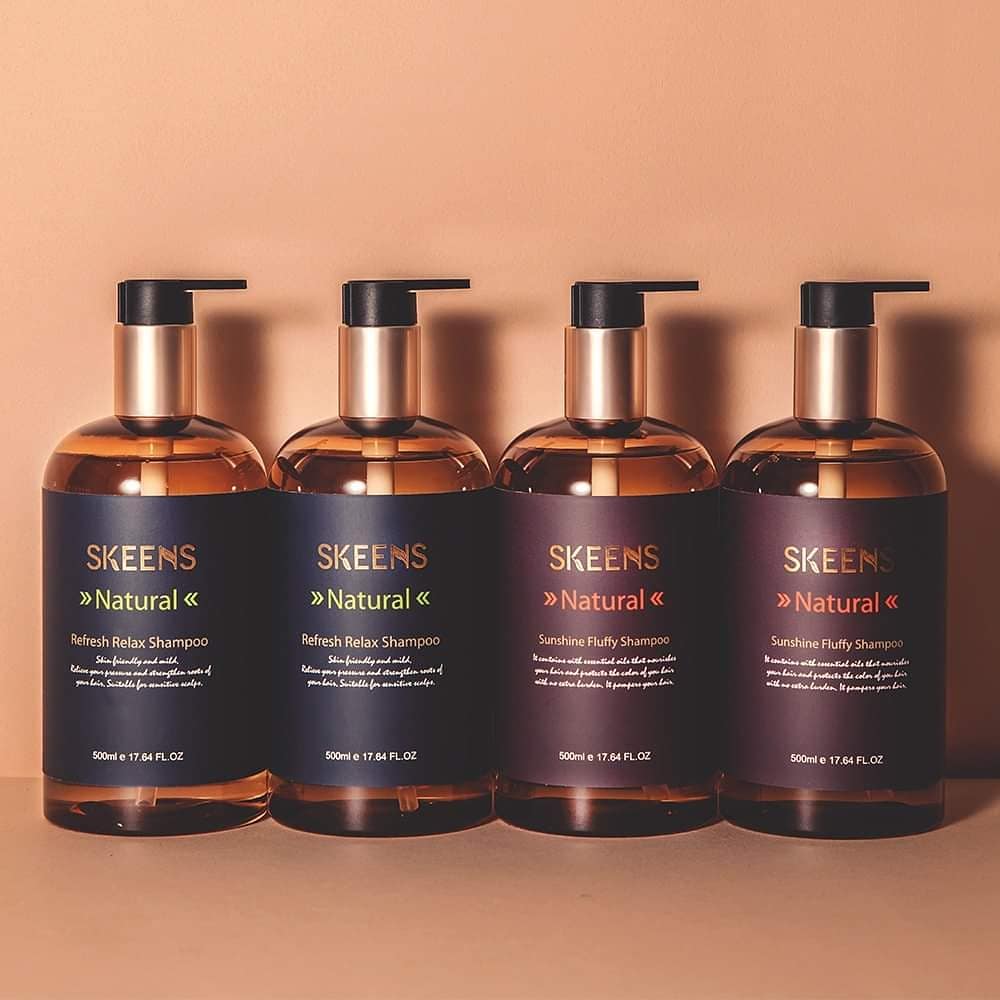 SKEENS
»Natural«
Refresh Relax Shampoo
Skin friendly and mild,
Relieve your pressure and strengthen roots of
your hair. Suitable for sensitive scalps.
500ml e 17.64 FL.OZ
SKEENS
»Natural«
Refresh Relax Shampoo
Skin friendly and mild,
Relieve your pressure and strengthen roots of
your hair. Suitable for sensitive scalps.
500ml e 17.64 FL.OZ
SKEENS
»Natural«
Sunshine Fluffy Shampoo
It contains with essential oils that nourishes
your hair and protects the color of you hair
with no extra burden. It pampers your hair.
500ml e 17.64 FL.OZ
SKEENS
»Natural«
Sunshine Fluffy Shampoo
It contains with essential oils that nourishes
your hair and protects the color of you hair
with no extra burden. It pampers your hair.
500ml e 17.64 FL.OZ